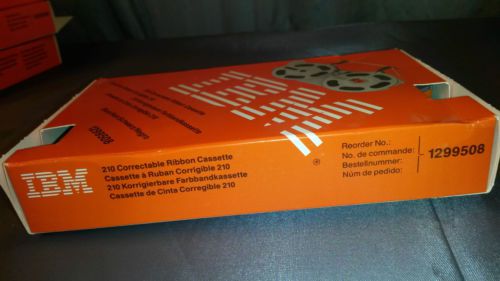 1299508
IBM
210 Correctable Ribbon Cassette
Cassette à Ruban Corrigible 210
210 Korrigierbare Farbbandkassette
Cassette de Cinta Corregible 210
®
Reorder No.:
No. de commande:
Bestellnummer:
Núm de pedido:
1299508